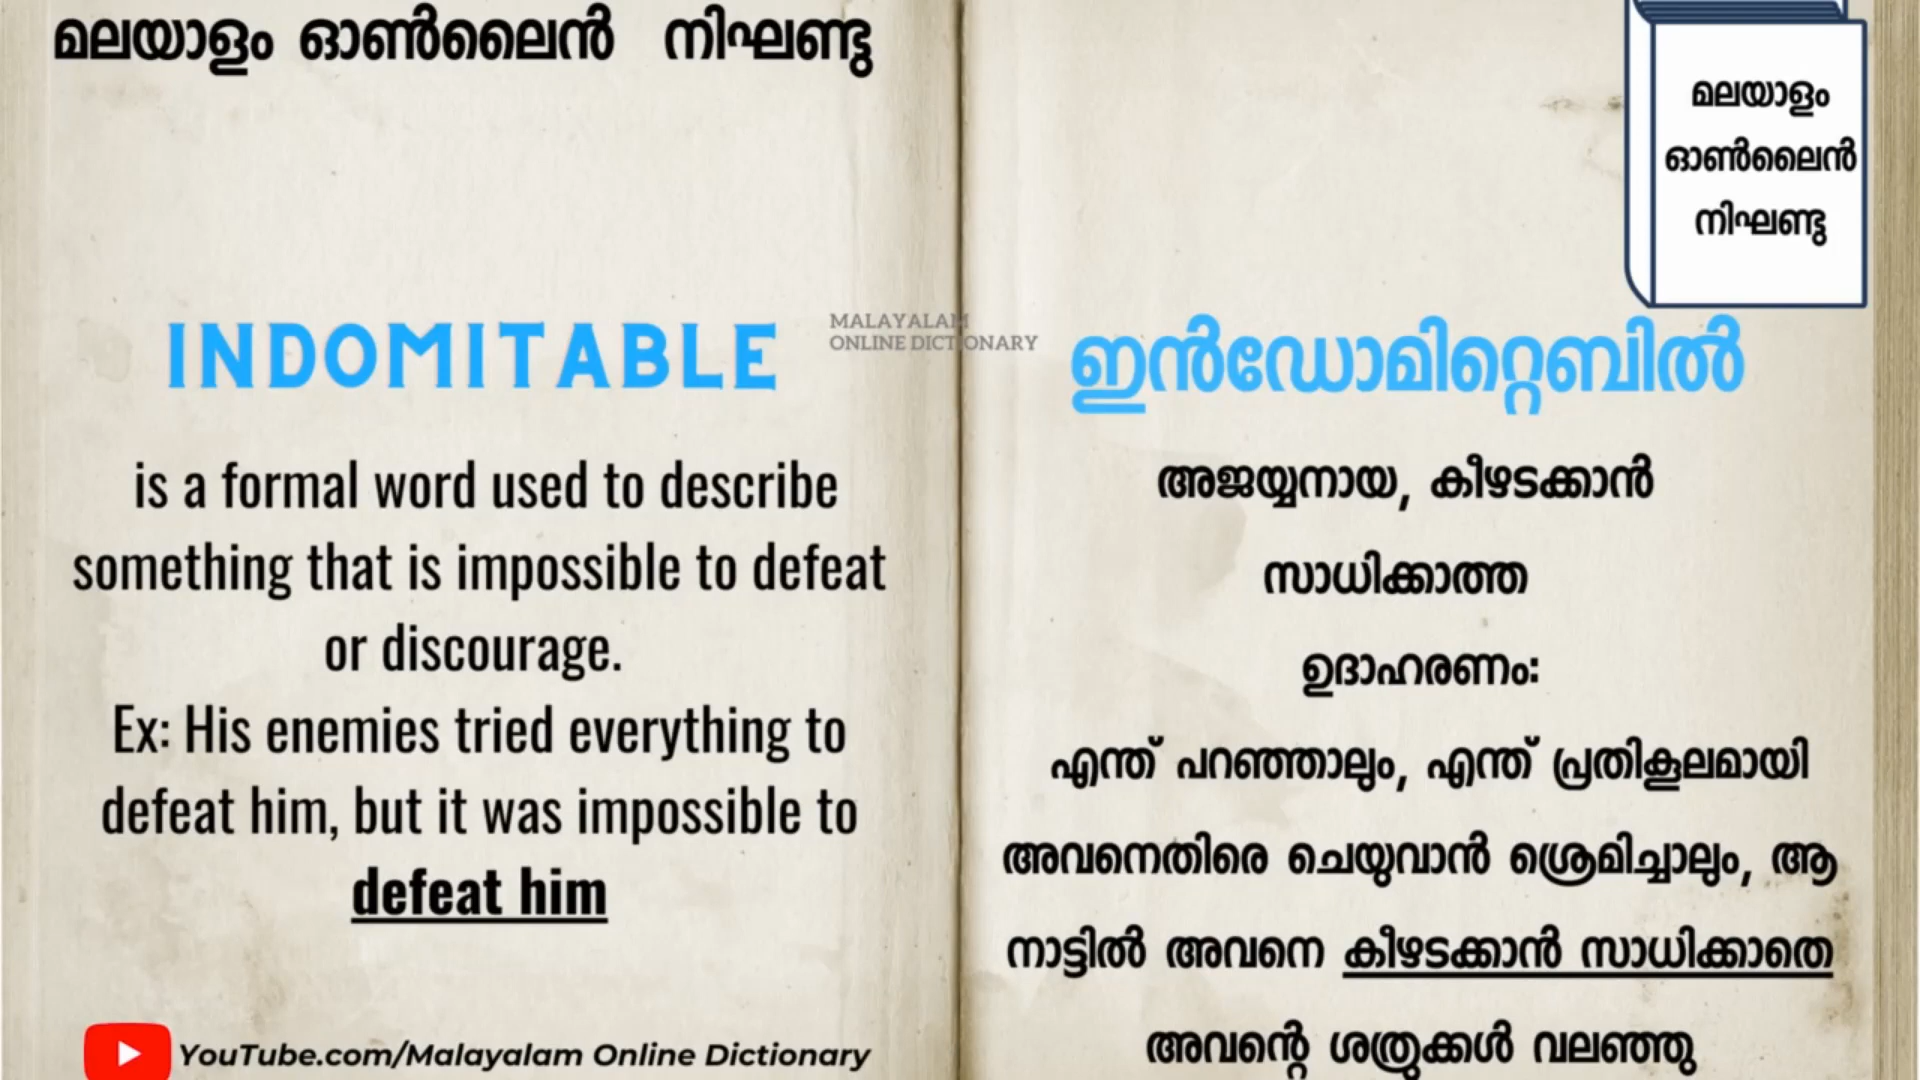 മലയാളം ഓൺലൈൻ നിഘണ്ടു
മലയാളം
ഓൺലൈൻ
നിഘണ്ടു
MALAYALAM
ONLINE DICTIONARY
INDOMITABLE
is a formal word used to describe
something that is impossible to defeat
or discourage.
Ex: His enemies tried everything to
defeat him, but it was impossible to
defeat him
YouTube.com/Malayalam Online Dictionary
ഇൻഡോമിറ്റെബിൽ
അജയ്യനായ, കീഴടക്കാൻ
സാധിക്കാത്ത
ഉദാഹരണം:
എന്ത് പറഞ്ഞാലും, എന്ത് പ്രതികൂലമായി
അവനെതിരെ ചെയ്യുവാൻ ശ്രെമിച്ചാലും, ആ
നാട്ടിൽ അവനെ കീഴടക്കാൻ സാധിക്കാതെ
അവന്റെ ശത്രുക്കൾ വലഞ്ഞു